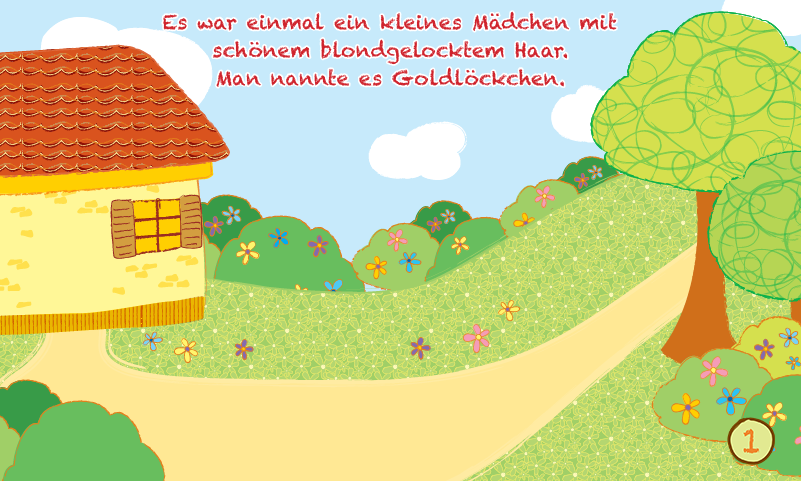 Es war einmal ein kleines Mädchen mit
schönem blondgelocktem Haar.
Man nannte es Goldlöckchen.
1